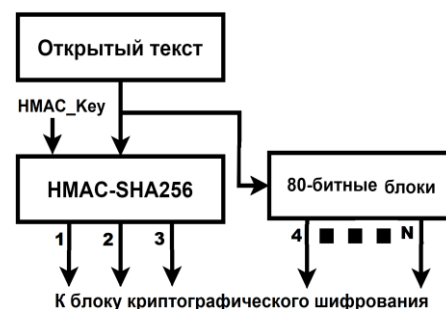 Открытый текст
HMAC_Key
HMAC-SHA256
80-битные блоки
1 2 3 4 N
К блоку криптографического шифрования